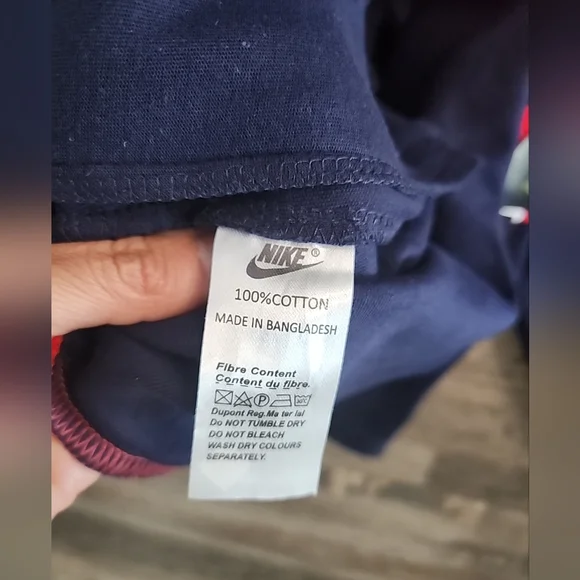 NIKE®
100%COTTON
MADE IN BANGLADESH
Fibre Content
Content du fibre.
Dupont Reg.Ma ter ial
Do NOT TUMBLE DRY
DO NOT BLEACH
WASH DRY COLOURS
SEPARATELY.